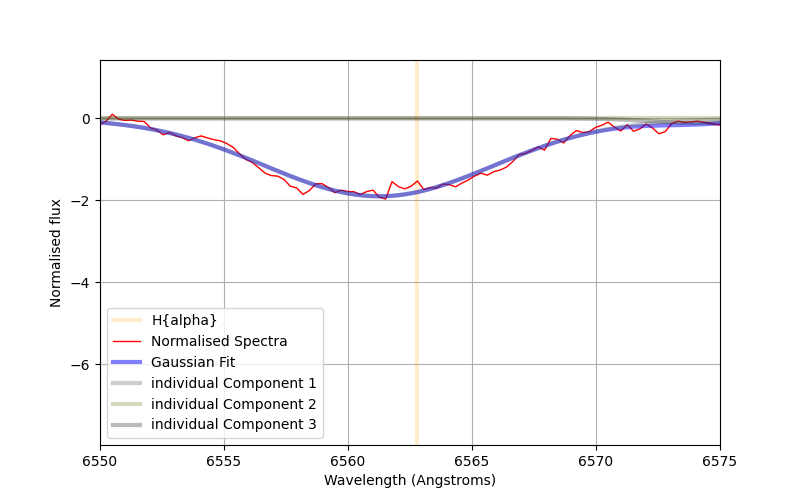 0
−2
−4
−6
Normalised flux
H{alpha}
Normalised Spectra
Gaussian Fit
individual Component 1
individual Component 2
individual Component 3
6550 6555 6560 6565 6570 6575
Wavelength (Angstroms)